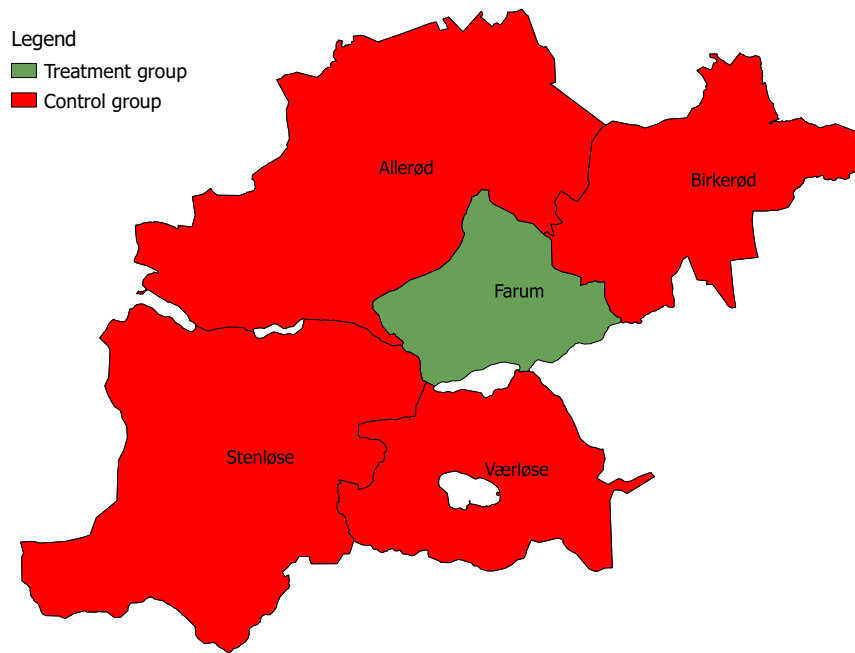 Legend
Treatment group
Control group
Allerød
Birkerød
Farum
Stenløse
Værløse